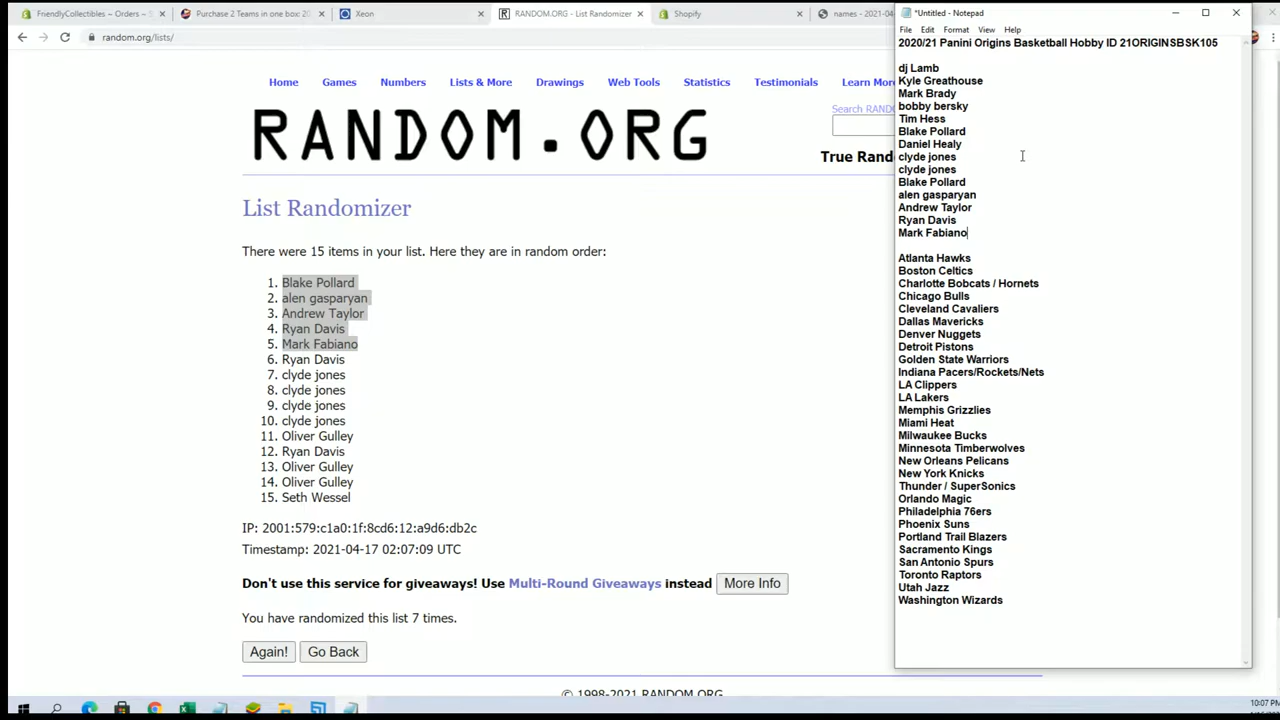 FriendlyCollectibles ~ Orders ~ S
Purchase 2 Teams in one box: 20
Xeon
RANDOM.ORG - List Randomizer
Shopify
names - 2021-04-
random.org/lists/
Home
Games
Numbers
Lists & More
Drawings
Web Tools
Statistics
Testimonials
Learn More
Search RAND
RANDOM.ORG
True Rand
List Randomizer
There were 15 items in your list. Here they are in random order:
1. Blake Pollard
2. alen gasparyan
3. Andrew Taylor
4. Ryan Davis
5. Mark Fabiano
6. Ryan Davis
7. clyde jones
8. clyde jones
9. clyde jones
10. clyde jones
11. Oliver Gulley
12. Ryan Davis
13. Oliver Gulley
14. Oliver Gulley
15. Seth Wessel
IP: 2001:579:c1a0:1f:8cd6:12:a9d6:db2c
Timestamp: 2021-04-17 02:07:09 UTC
Don't use this service for giveaways! Use Multi-Round Giveaways instead More Info
You have randomized this list 7 times.
Again! Go Back
© 1998-2021 RANDOM.ORG
*Untitled - Notepad
File Edit Format View Help
2020/21 Panini Origins Basketball Hobby ID 21ORIGINSBSK105
dj Lamb
Kyle Greathouse
Mark Brady
bobby bersky
Tim Hess
Blake Pollard
Daniel Healy
clyde jones
clyde jones
Blake Pollard
alen gasparyan
Andrew Taylor
Ryan Davis
Mark Fabiano
Atlanta Hawks
Boston Celtics
Charlotte Bobcats / Hornets
Chicago Bulls
Cleveland Cavaliers
Dallas Mavericks
Denver Nuggets
Detroit Pistons
Golden State Warriors
Indiana Pacers/Rockets/Nets
LA Clippers
LA Lakers
Memphis Grizzlies
Miami Heat
Milwaukee Bucks
Minnesota Timberwolves
New Orleans Pelicans
New York Knicks
Thunder / SuperSonics
Orlando Magic
Philadelphia 76ers
Phoenix Suns
Portland Trail Blazers
Sacramento Kings
San Antonio Spurs
Toronto Raptors
Utah Jazz
Washington Wizards
10:07 PM